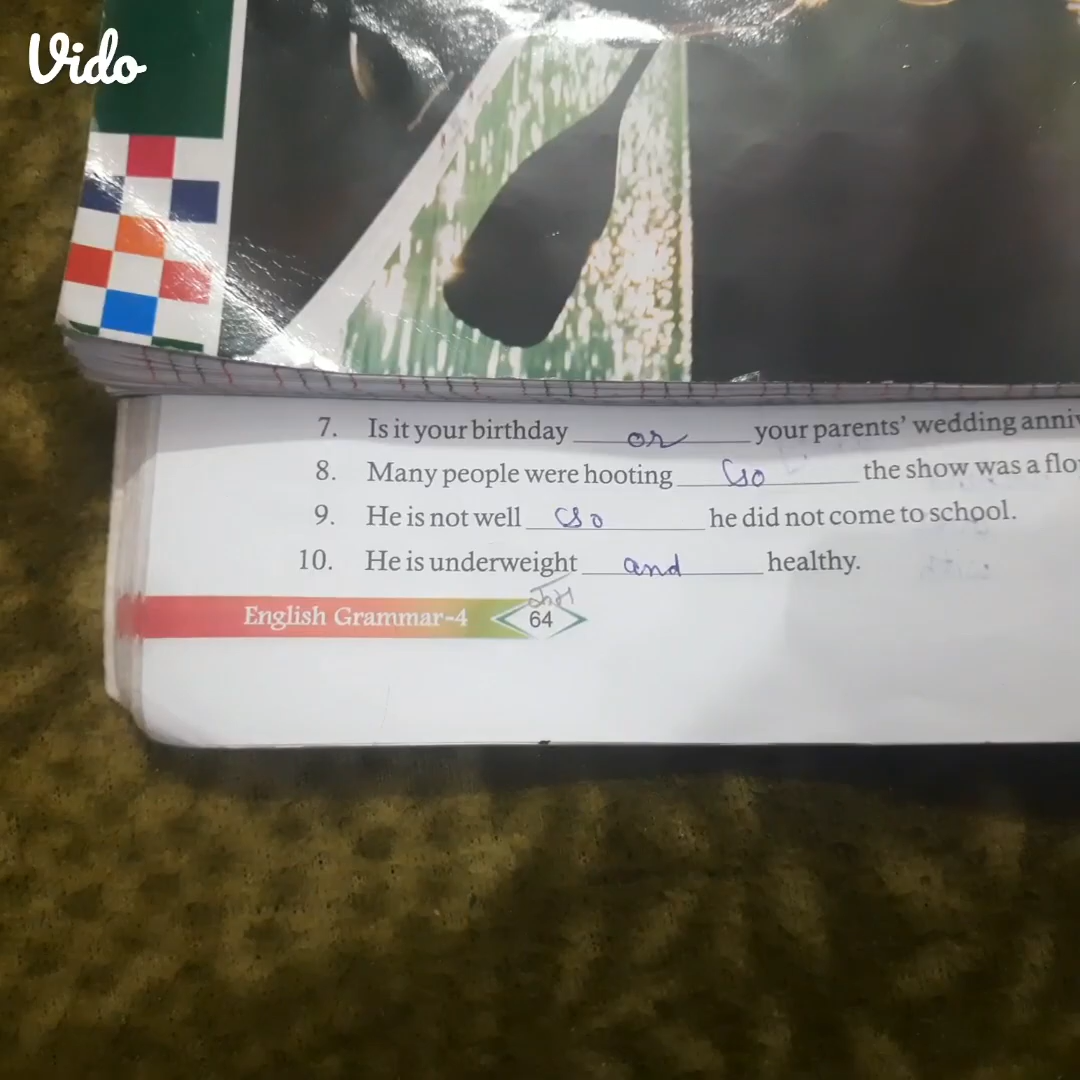 Vido
7. Is it your birthday or your parents' wedding
8. Many people were hooting so the show was a
9. He is not well so he did not come to school.
10. He is underweight and healthy.
English Grammar-4 64